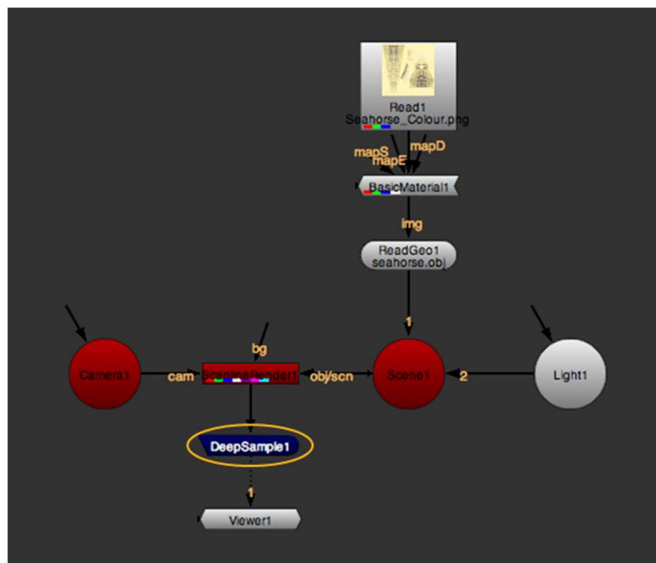 Read1
Seahorse_Colour.png
mapS
mapE
mapD
BasicMaterial1
img
ReadGeo1
seahorse.obj
1
bg
Camera1
cam
ScanlineRender1
obj/scn
Scene1
2
Light1
DeepSample1
1
Viewer1